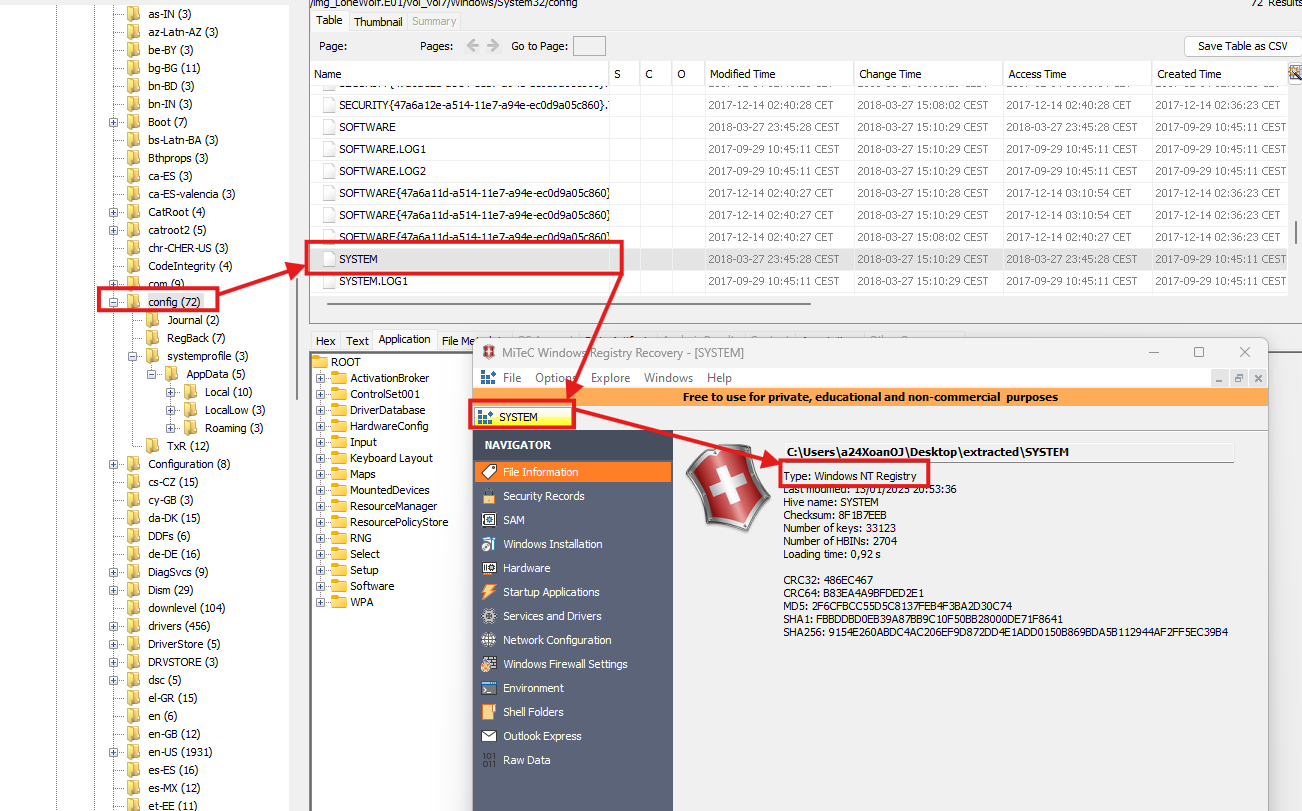 /img_LoneWolf.E01/vol_vol7/Windows/System32/config
72 Results
Table Thumbnail Summary
Page: Pages: Go to Page:
Save Table as CSV
Name S C O Modified Time Change Time Access Time Created Time
SECURITY{47a6a12e-a514-11e7-a94e-ec0d9a05c860}. 2017-12-14 02:40:28 CET 2018-03-27 15:08:02 CEST 2017-12-14 02:40:28 CET 2017-12-14 02:36:23 CET
SOFTWARE 2018-03-27 23:45:28 CEST 2018-03-27 15:10:29 CEST 2018-03-27 23:45:28 CEST 2017-09-29 10:45:11 CEST
SOFTWARE.LOG1 2017-09-29 10:45:11 CEST 2018-03-27 15:10:29 CEST 2017-09-29 10:45:11 CEST 2017-09-29 10:45:11 CEST
SOFTWARE.LOG2 2017-09-29 10:45:11 CEST 2018-03-27 15:10:29 CEST 2017-09-29 10:45:11 CEST 2017-09-29 10:45:11 CEST
SOFTWARE{47a6a11d-a514-11e7-a94e-ec0d9a05c860} 2017-12-14 02:40:27 CET 2018-03-27 15:10:29 CEST 2017-12-14 03:10:54 CET 2017-12-14 02:36:23 CET
SOFTWARE{47a6a11d-a514-11e7-a94e-ec0d9a05c860} 2017-12-14 02:40:27 CET 2018-03-27 15:10:29 CEST 2017-12-14 03:10:54 CET 2017-12-14 02:36:23 CET
SOFTWARE{47a6a11d-a514-11e7-a94e-ec0d9a05c860} 2017-12-14 02:40:27 CET 2018-03-27 15:08:02 CEST 2017-12-14 02:40:27 CET 2017-12-14 02:36:23 CET
SYSTEM 2018-03-27 23:45:28 CEST 2018-03-27 15:10:29 CEST 2018-03-27 23:45:28 CEST 2017-09-29 10:45:11 CEST
SYSTEM.LOG1 2017-09-29 10:45:11 CEST 2018-03-27 15:10:29 CEST 2017-09-29 10:45:11 CEST 2017-09-29 10:45:11 CEST
as-IN (3)
az-Latn-AZ (3)
be-BY (3)
bg-BG (11)
bn-BD (3)
bn-IN (3)
Boot (7)
bs-Latn-BA (3)
Bthprops (3)
ca-ES (3)
ca-ES-valencia (3)
CatRoot (4)
catroot2 (5)
chr-CHER-US (3)
CodeIntegrity (4)
com (9)
config (72)
Journal (2)
RegBack (7)
systemprofile (3)
AppData (5)
Local (10)
LocalLow (3)
Roaming (3)
TxR (12)
Configuration (8)
cs-CZ (15)
cy-GB (3)
da-DK (15)
DDFs (6)
de-DE (16)
DiagSvcs (9)
Dism (29)
downlevel (104)
drivers (456)
DriverStore (5)
DRVSTORE (3)
dsc (5)
el-GR (15)
en (6)
en-GB (12)
en-US (1931)
es-ES (16)
es-MX (12)
et-EE (11)
Hex Text Application File
ROOT
ActivationBroker
ControlSet001
DriverDatabase
HardwareConfig
Input
Keyboard Layout
Maps
MountedDevices
ResourceManager
ResourcePolicyStore
RNG
Select
Setup
Software
WPA
MiTeC Windows Registry Recovery - [SYSTEM]
File Options Explore Windows Help
Free to use for private, educational and non-commercial purposes
SYSTEM
NAVIGATOR
File Information
Security Records
SAM
Windows Installation
Hardware
Startup Applications
Services and Drivers
Network Configuration
Windows Firewall Settings
Environment
Shell Folders
Outlook Express
Raw Data
C:\Users\a24XoanOJ\Desktop\extracted\SYSTEM
Type: Windows NT Registry
Last modified: 13/01/2025 20:53:36
Hive name: SYSTEM
Checksum: 8F1B7EEB
Number of keys: 33123
Number of HBINs: 2704
Loading time: 0,92 s
CRC32: 486EC467
CRC64: B83EA4A9BFDED2E1
MD5: 2F6CFBCC55D5C8137FEB4F3BA2D30C74
SHA1: FBBDDBD0EB39A87BB9C10F50BB28000DE71F8641
SHA256: 9154E260ABDC4AC206EF9D872DD4E1ADD0150B869BDA5B112944AF2FF5EC39B4